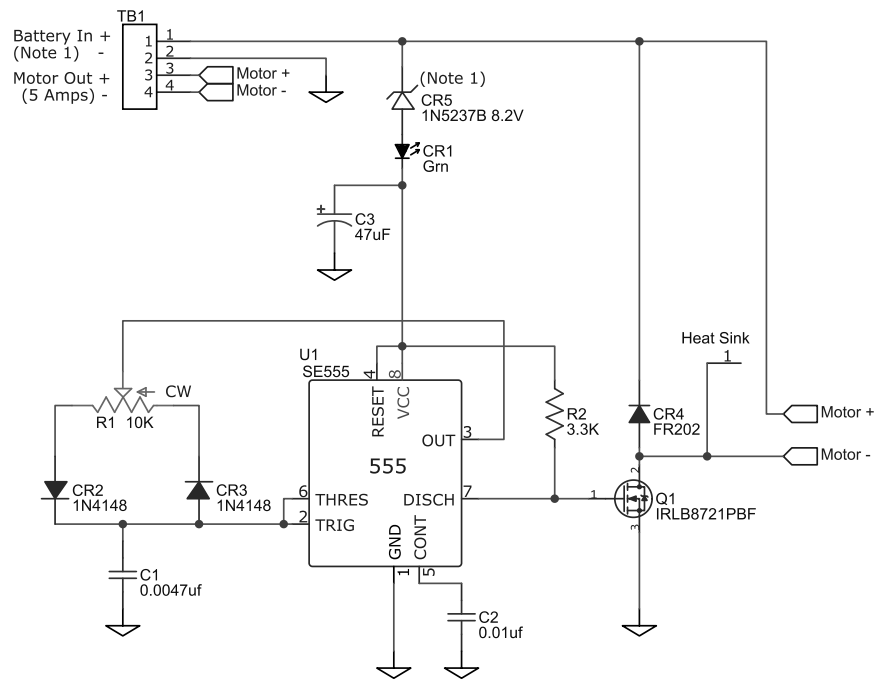 TB1
Battery In +
(Note 1) -
Motor Out +
(5 Amps) -
1 1
2 2
3 3 Motor +
4 4 Motor -
(Note 1)
CR5
1N5237B 8.2V
CR1
Grn
+
C3
47uF
Heat Sink
1
U1
SE555
4 8
RESET
VCC
CW
R1 10K
CR4
FR202
Motor +
R2
3.3K
OUT 3
Motor -
555
CR2
1N4148
CR3
1N4148
6 THRES
DISCH 7
2 TRIG
1
2
3
Q1
IRLB8721PBF
GND
CONT
1 5
C1
0.0047uf
C2
0.01uf